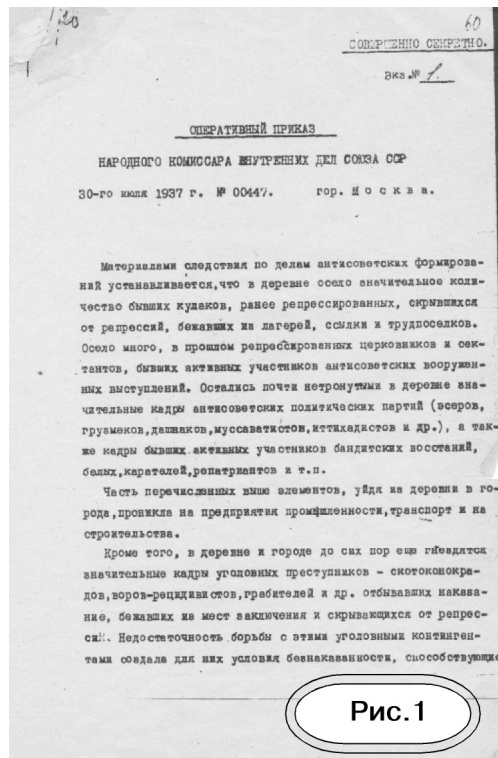 120
60
СОВЕРШЕННО СЕКРЕТНО.
Экз.№ 1.
ОПЕРАТИВНЫЙ ПРИКАЗ
НАРОДНОГО КОМИССАРА ВНУТРЕННИХ ДЕЛ СОЮЗА ССР
30-го июля 1937 г. № 00447. гор. М о с к в а.
Материалами следствия по делам антисоветских формирова-
ний устанавливается,что в деревне осело значительное коли-
чество бывших кулаков, ранее репрессированных, скрывшихся
от репрессий, бежавших из лагерей, ссылки и трудпоселков.
Осело много, в прошлом репрессированных церковников и сек-
тантов, бывших активных участников антисоветских вооружен-
ных выступлений. Остались почти нетронутыми в деревне зна-
чительные кадры антисоветских политических партий (эсеров,
грузмеков,дашнаков,муссаватистов,иттихадистов и др.), а так-
же кадры бывших активных участников бандитских восстаний,
белых,карателей,репатриантов и т.п.
Часть перечисленных выше элементов, уйдя из деревни в го-
рода,проникла на предприятия промышленности,транспорт и на
строительства.
Кроме того, в деревне и городе до сих пор еще гнездятся
значительные кадры уголовных преступников - скотоконокра-
дов,воров-рецидивистов,грабителей и др. отбывавших наказа-
ние, бежавших из мест заключения и скрывающихся от репрес-
сий. Недостаточность борьбы с этими уголовными континген-
тами создала для них условия безнаказанности, способствующие
Рис.1